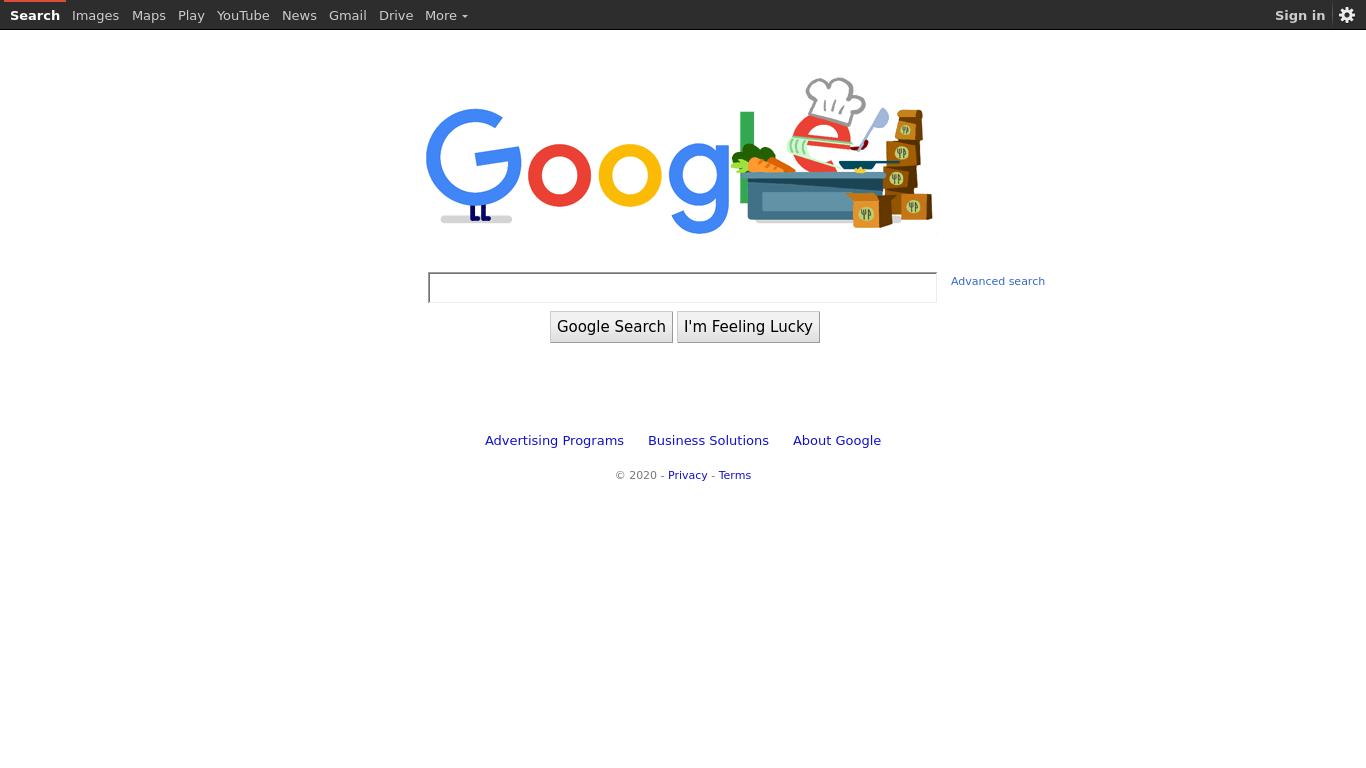 Search Images Maps Play YouTube News Gmail Drive More Sign in
Google
Advanced search
Google Search I'm Feeling Lucky
Advertising Programs Business Solutions About Google
© 2020 - Privacy - Terms